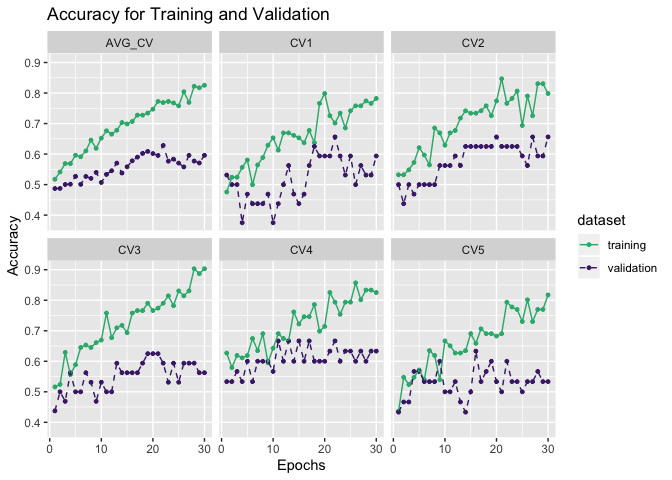 Accuracy for Training and Validation
AVG_CV CV1 CV2
0.9
0.8
0.7
0.6
0.5
0.4
CV3 CV4 CV5
0.9
0.8
0.7
0.6
0.5
0.4
0 10 20 30 0 10 20 30 0 10 20 30
Epochs
Accuracy
dataset
training
validation